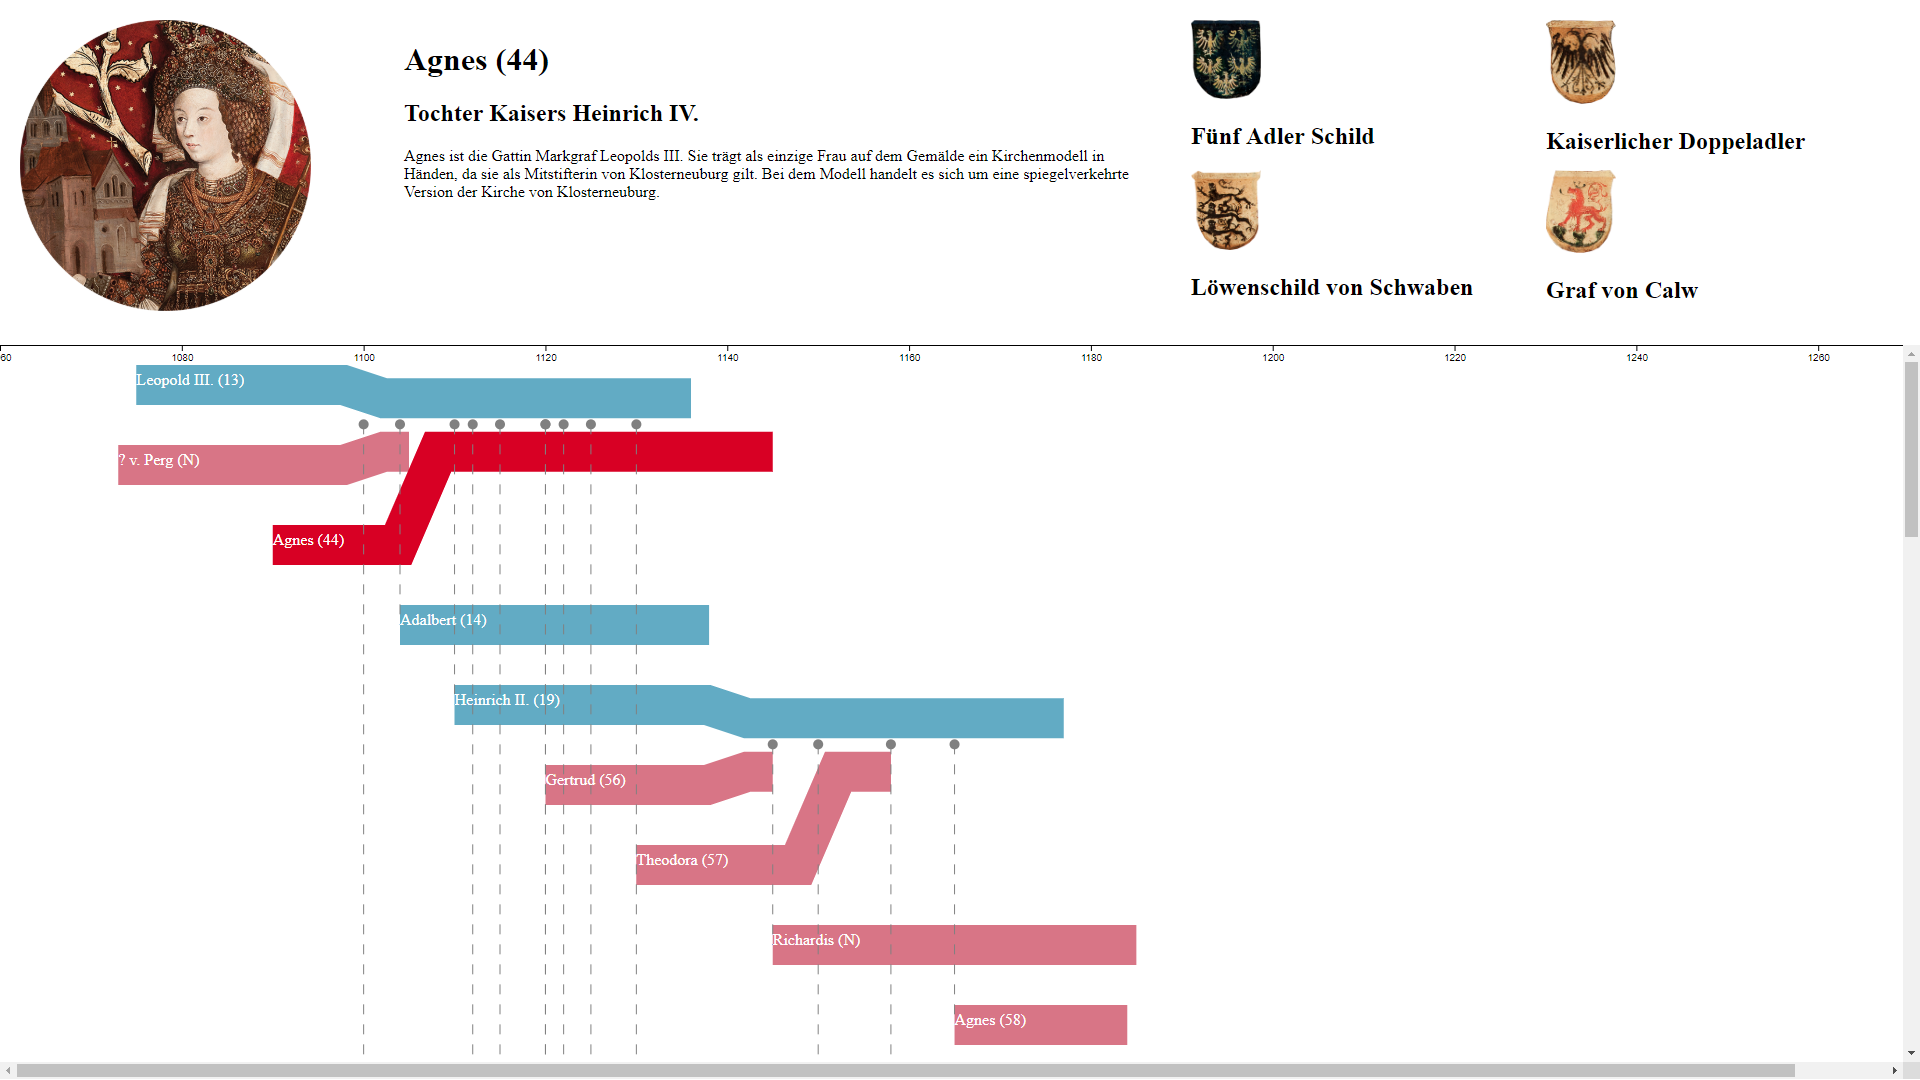 Agnes (44)
Tochter Kaisers Heinrich IV.
Agnes ist die Gattin Markgraf Leopolds III. Sie trägt als einzige Frau auf dem Gemälde ein Kirchenmodell in
Händen, da sie als Mitstifterin von Klosterneuburg gilt. Bei dem Modell handelt es sich um eine spiegelverkehrte
Version der Kirche von Klosterneuburg.
Fünf Adler Schild
Kaiserlicher Doppeladler
Löwenschild von Schwaben
Graf von Calw
60 1080 1100 1120 1140 1160 1180 1200 1220 1240 1260
Leopold III. (13)
? v. Perg (N)
Agnes (44)
Adalbert (14)
Heinrich II. (19)
Gertrud (56)
Theodora (57)
Richardis (N)
Agnes (58)